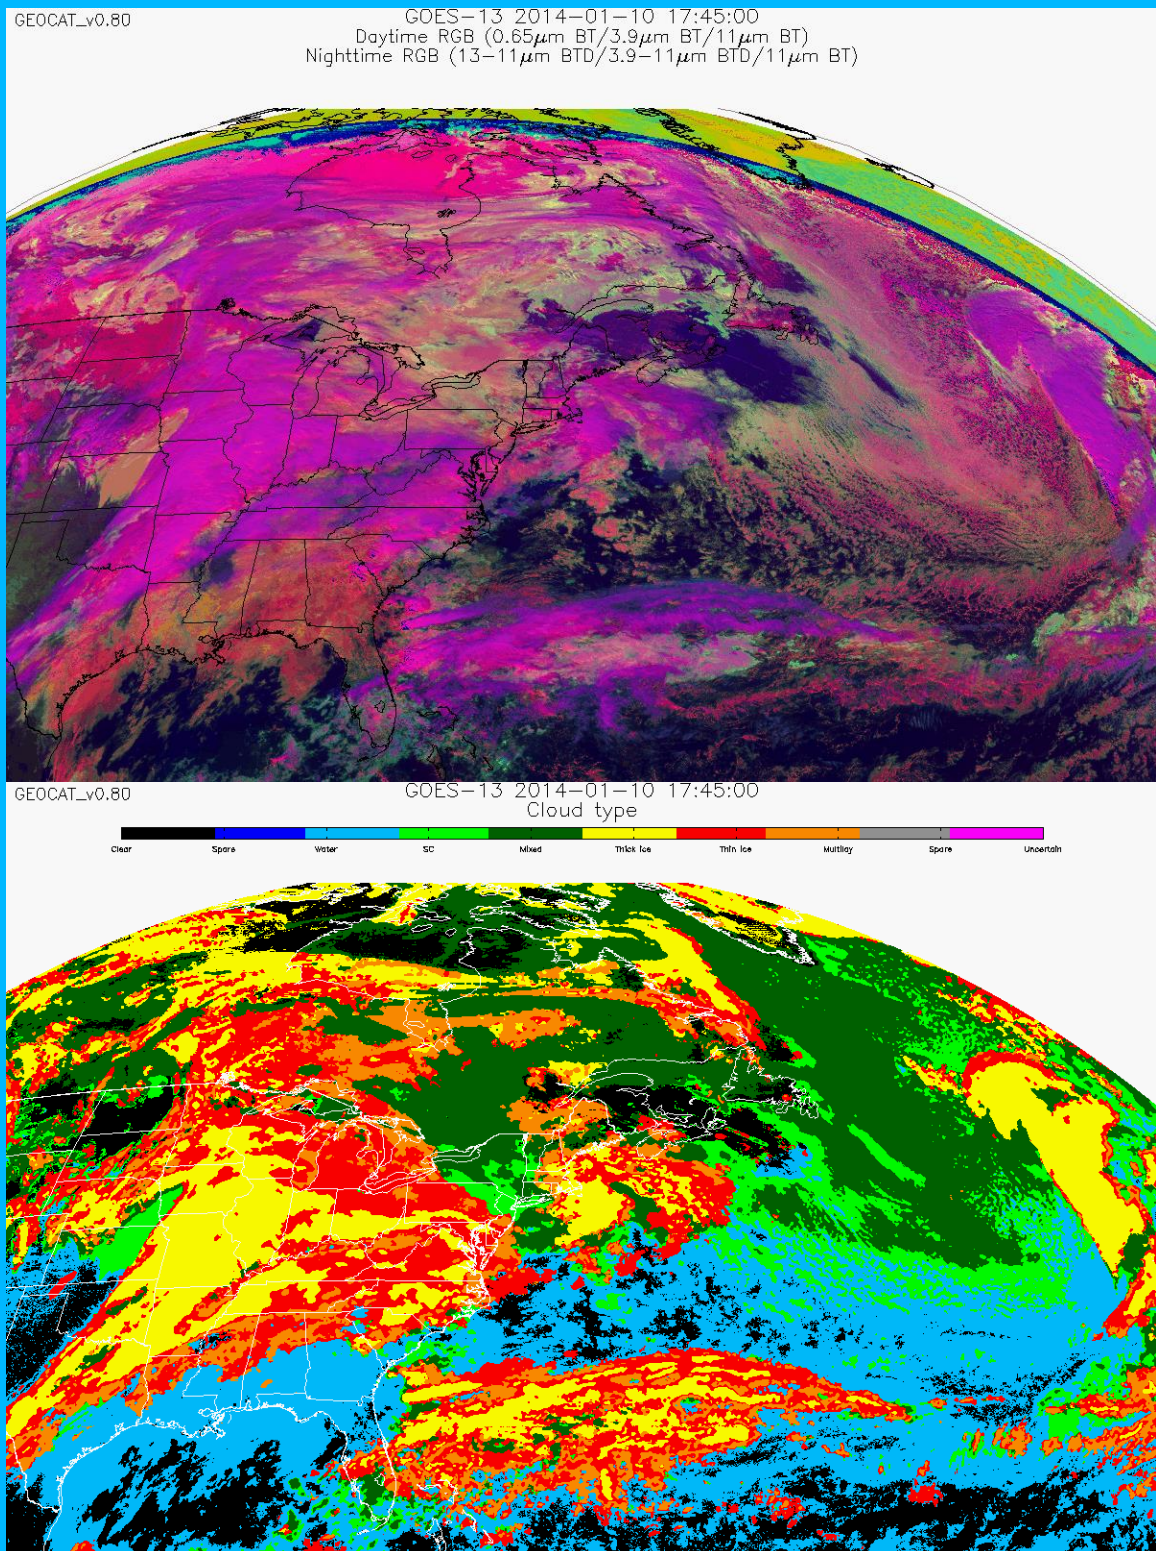 GEOCAT_v0.80
GOES-13 2014-01-10 17:45:00
Daytime RGB (0.65μm BT/3.9μm BT/11μm BT)
Nighttime RGB (13-11μm BTD/3.9-11μm BTD/11μm BT)
GEOCAT_v0.80
GOES-13 2014-01-10 17:45:00
Cloud type
Clear Spare Water SC Mixed Thick Ice Thin Ice Multilay Spare Uncertain